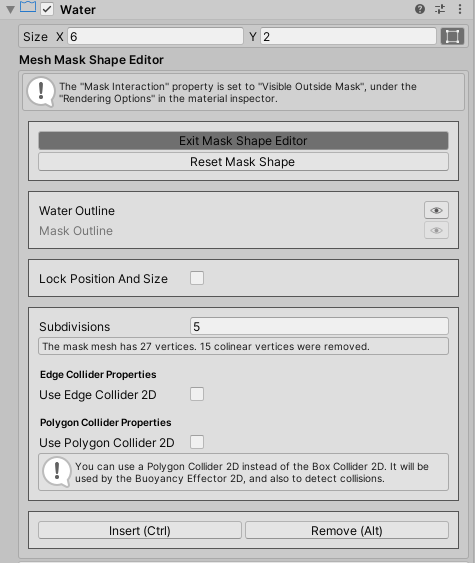 Water
Size X 6 Y 2
Mesh Mask Shape Editor
The "Mask Interaction" property is set to "Visible Outside Mask", under the
"Rendering Options" in the material inspector.
Exit Mask Shape Editor
Reset Mask Shape
Water Outline
Mask Outline
Lock Position And Size
Subdivisions 5
The mask mesh has 27 vertices. 15 colinear vertices were removed.
Edge Collider Properties
Use Edge Collider 2D
Polygon Collider Properties
Use Polygon Collider 2D
You can use a Polygon Collider 2D instead of the Box Collider 2D. It will be
used by the Buoyancy Effector 2D, and also to detect collisions.
Insert (Ctrl) Remove (Alt)